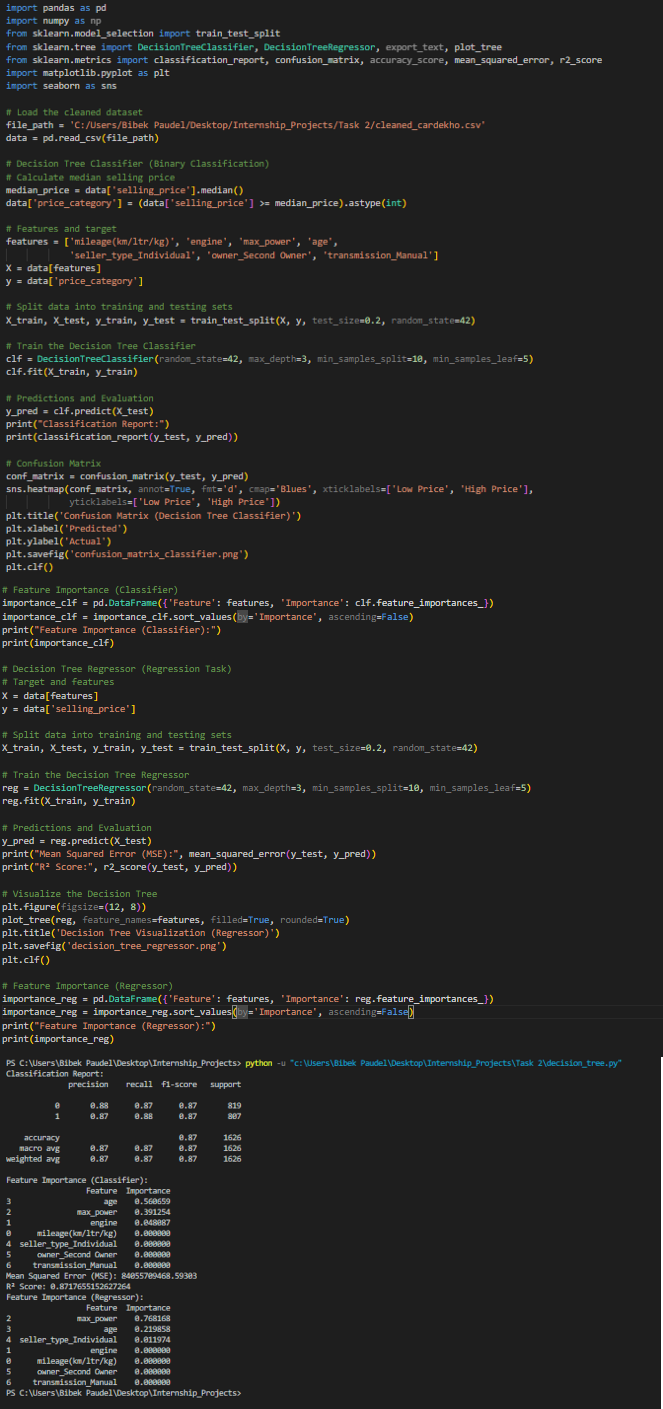 import pandas as pd
import numpy as np
from sklearn.model_selection import train_test_split
from sklearn.tree import DecisionTreeClassifier, DecisionTreeRegressor, export_text, plot_tree
from sklearn.metrics import classification_report, confusion_matrix, accuracy_score, mean_squared_error, r2_score
import matplotlib.pyplot as plt
import seaborn as sns

# Load the cleaned dataset
file_path = 'C:/Users/Bibek Paudel/Desktop/Internship_Projects/Task 2/cleaned_cardekho.csv'
data = pd.read_csv(file_path)

# Decision Tree Classifier (Binary Classification)
# Calculate median selling price
median_price = data['selling_price'].median()
data['price_category'] = (data['selling_price'] >= median_price).astype(int)

# Features and target
features = ['mileage(km/ltr/kg)', 'engine', 'max_power', 'age',
            'seller_type_Individual', 'owner_Second Owner', 'transmission_Manual']
X = data[features]
y = data['price_category']

# Split data into training and testing sets
X_train, X_test, y_train, y_test = train_test_split(X, y, test_size=0.2, random_state=42)

# Train the Decision Tree Classifier
clf = DecisionTreeClassifier(random_state=42, max_depth=3, min_samples_split=10, min_samples_leaf=5)
clf.fit(X_train, y_train)

# Predictions and Evaluation
y_pred = clf.predict(X_test)
print("Classification Report:")
print(classification_report(y_test, y_pred))

# Confusion Matrix
conf_matrix = confusion_matrix(y_test, y_pred)
sns.heatmap(conf_matrix, annot=True, fmt='d', cmap='Blues', xticklabels=['Low Price', 'High Price'],
            yticklabels=['Low Price', 'High Price'])
plt.title('Confusion Matrix (Decision Tree Classifier)')
plt.xlabel('Predicted')
plt.ylabel('Actual')
plt.savefig('confusion_matrix_classifier.png')
plt.clf()

# Feature Importance (Classifier)
importance_clf = pd.DataFrame({'Feature': features, 'Importance': clf.feature_importances_})
importance_clf = importance_clf.sort_values(by='Importance', ascending=False)
print("Feature Importance (Classifier):")
print(importance_clf)

# Decision Tree Regressor (Regression Task)
# Target and features
X = data[features]
y = data['selling_price']

# Split data into training and testing sets
X_train, X_test, y_train, y_test = train_test_split(X, y, test_size=0.2, random_state=42)

# Train the Decision Tree Regressor
reg = DecisionTreeRegressor(random_state=42, max_depth=3, min_samples_split=10, min_samples_leaf=5)
reg.fit(X_train, y_train)

# Predictions and Evaluation
y_pred = reg.predict(X_test)
print("Mean Squared Error (MSE):", mean_squared_error(y_test, y_pred))
print("R² Score:", r2_score(y_test, y_pred))

# Visualize the Decision Tree
plt.figure(figsize=(12, 8))
plot_tree(reg, feature_names=features, filled=True, rounded=True)
plt.title('Decision Tree Visualization (Regressor)')
plt.savefig('decision_tree_regressor.png')
plt.clf()

# Feature Importance (Regressor)
importance_reg = pd.DataFrame({'Feature': features, 'Importance': reg.feature_importances_})
importance_reg = importance_reg.sort_values(by='Importance', ascending=False)
print("Feature Importance (Regressor):")
print(importance_reg)

PS C:\Users\Bibek Paudel\Desktop\Internship_Projects> python -u "c:\Users\Bibek Paudel\Desktop\Internship_Projects\Task 2\decision_tree.py"
Classification Report:
              precision    recall  f1-score   support

           0       0.88      0.87      0.87       819
           1       0.87      0.88      0.87       807

    accuracy                           0.87      1626
   macro avg       0.87      0.87      0.87      1626
weighted avg       0.87      0.87      0.87      1626

Feature Importance (Classifier):
                  Feature  Importance
3                     age    0.560659
2               max_power    0.391254
1                  engine    0.048087
0      mileage(km/ltr/kg)    0.000000
4  seller_type_Individual    0.000000
5      owner_Second Owner    0.000000
6     transmission_Manual    0.000000
Mean Squared Error (MSE): 84055709468.59303
R² Score: 0.8717655152627264
Feature Importance (Regressor):
                  Feature  Importance
2               max_power    0.768168
3                     age    0.219858
4  seller_type_Individual    0.011974
1                  engine    0.000000
0      mileage(km/ltr/kg)    0.000000
5      owner_Second Owner    0.000000
6     transmission_Manual    0.000000
PS C:\Users\Bibek Paudel\Desktop\Internship_Projects>